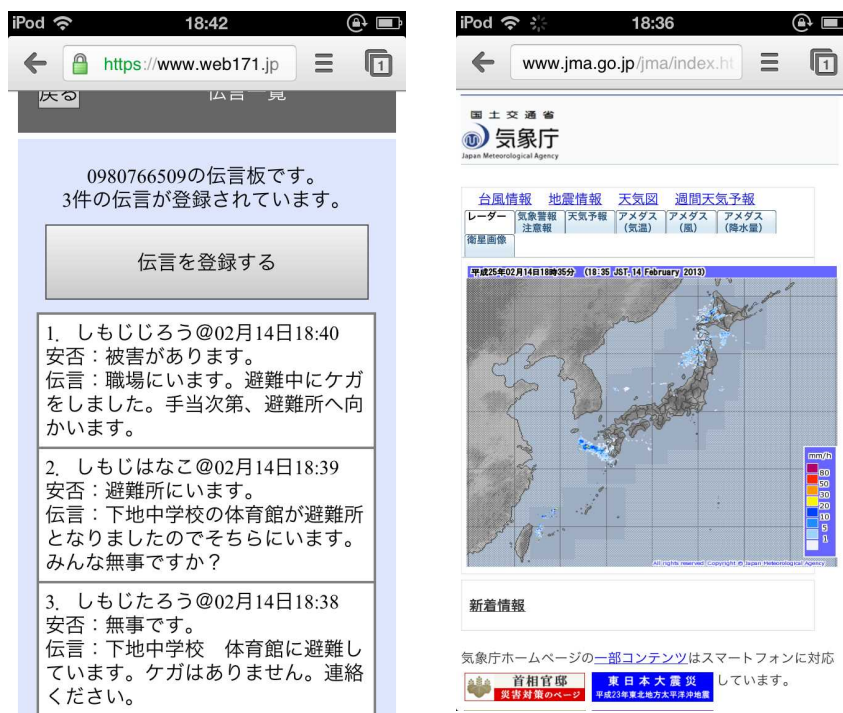 iPod 18:42
https://www.web171.jp
1
戻る 伝言一覧
0980766509の伝言板です。
3件の伝言が登録されています。
伝言を登録する
1. しもじじろう@02月14日18:40
安否：被害があります。
伝言：職場にいます。避難中にケガ
をしました。手当次第、避難所へ向
かいます。
2. しもじはなこ@02月14日18:39
安否：避難所にいます。
伝言：下地中学校の体育館が避難所
となりましたのでそちらにいます。
みんな無事ですか？
3. しもじたろう@02月14日18:38
安否：無事です。
伝言：下地中学校　体育館に避難し
ています。ケガはありません。連絡
ください。
iPod 18:36
www.jma.go.jp/jma/index.ht
1
国土交通省
気象庁
Japan Meteorological Agency
台風情報 地震情報 天気図 週間天気予報
レーダー 気象警報 天気予報 アメダス アメダス アメダス
注意報 (気温) (風) (降水量)
衛星画像
平成25年02月14日18時35分 (18:35 JST,14 February 2013)
mm/h
80
50
30
20
10
5
1
All rights reserved. Copyright © Japan Meteorological Agency
新着情報
気象庁ホームページの一部コンテンツはスマートフォンに対応
首相官邸 東日本大震災 しています。
災害対策のページ 平成23年東北地方太平洋沖地震